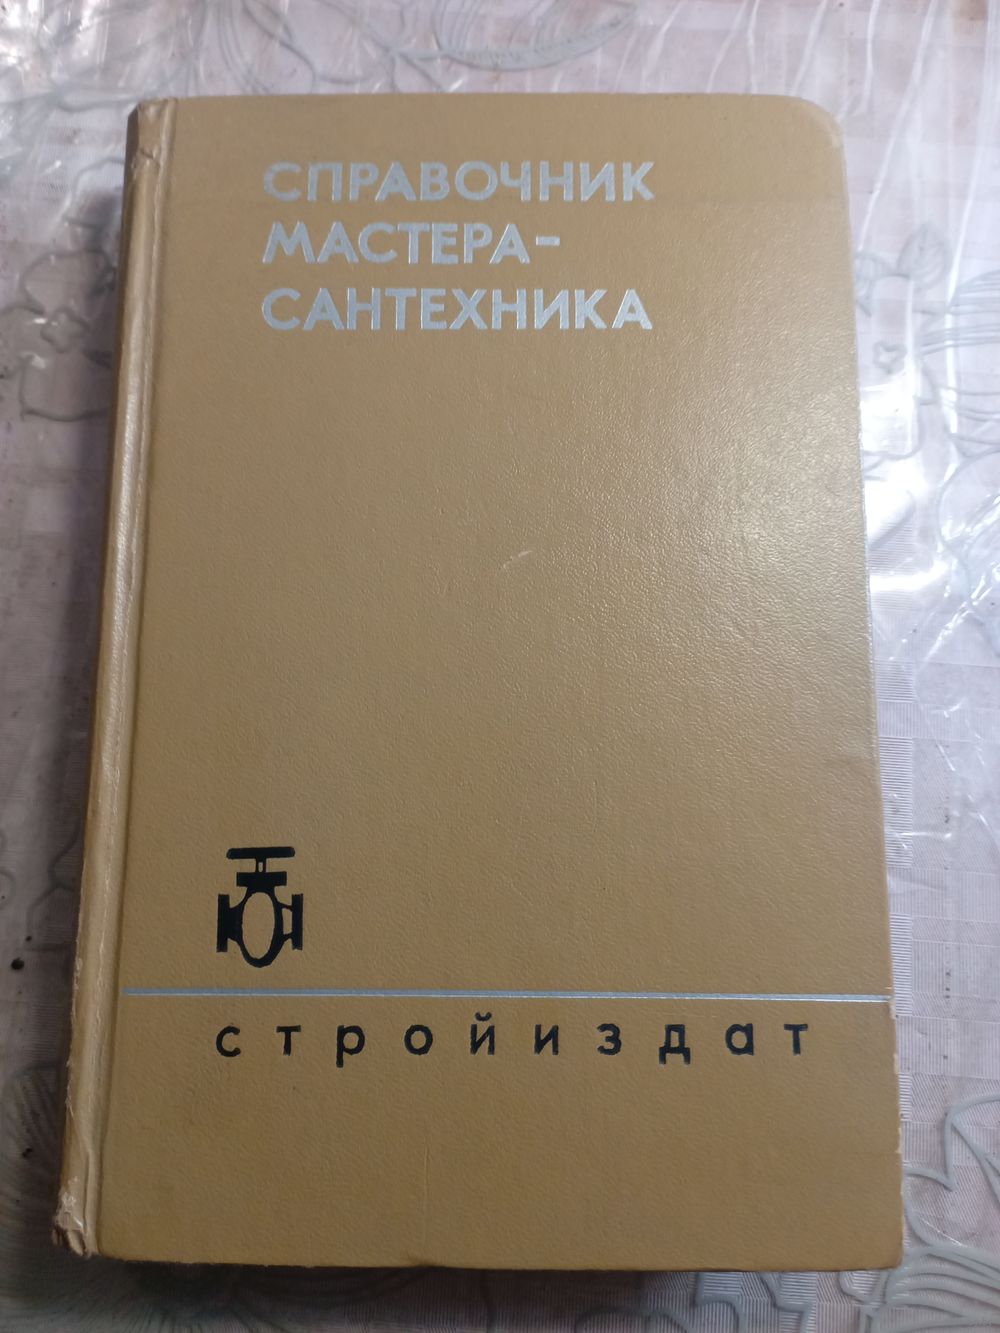 СПРАВОЧНИК
МАСТЕРА-
САНТЕХНИКА
стройиздат